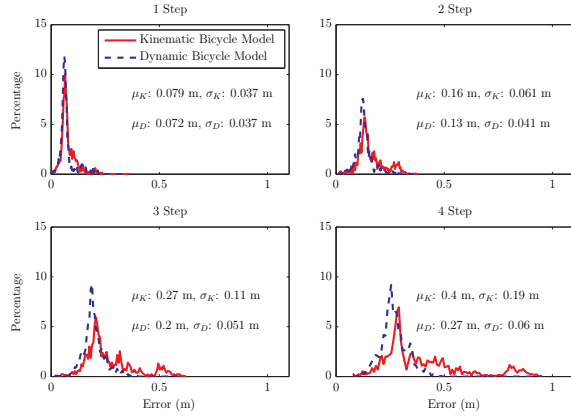 1 Step
15
10
5
0
Percentage
Kinematic Bicycle Model
Dynamic Bicycle Model
μK: 0.079 m, σK: 0.037 m
μD: 0.072 m, σD: 0.037 m
0 0.5 1
2 Step
15
10
5
0
μK: 0.16 m, σK: 0.061 m
μD: 0.13 m, σD: 0.041 m
0 0.5 1
3 Step
15
10
5
0
Percentage
μK: 0.27 m, σK: 0.11 m
μD: 0.2 m, σD: 0.051 m
0 0.5 1
Error (m)
4 Step
15
10
5
0
μK: 0.4 m, σK: 0.19 m
μD: 0.27 m, σD: 0.06 m
0 0.5 1
Error (m)